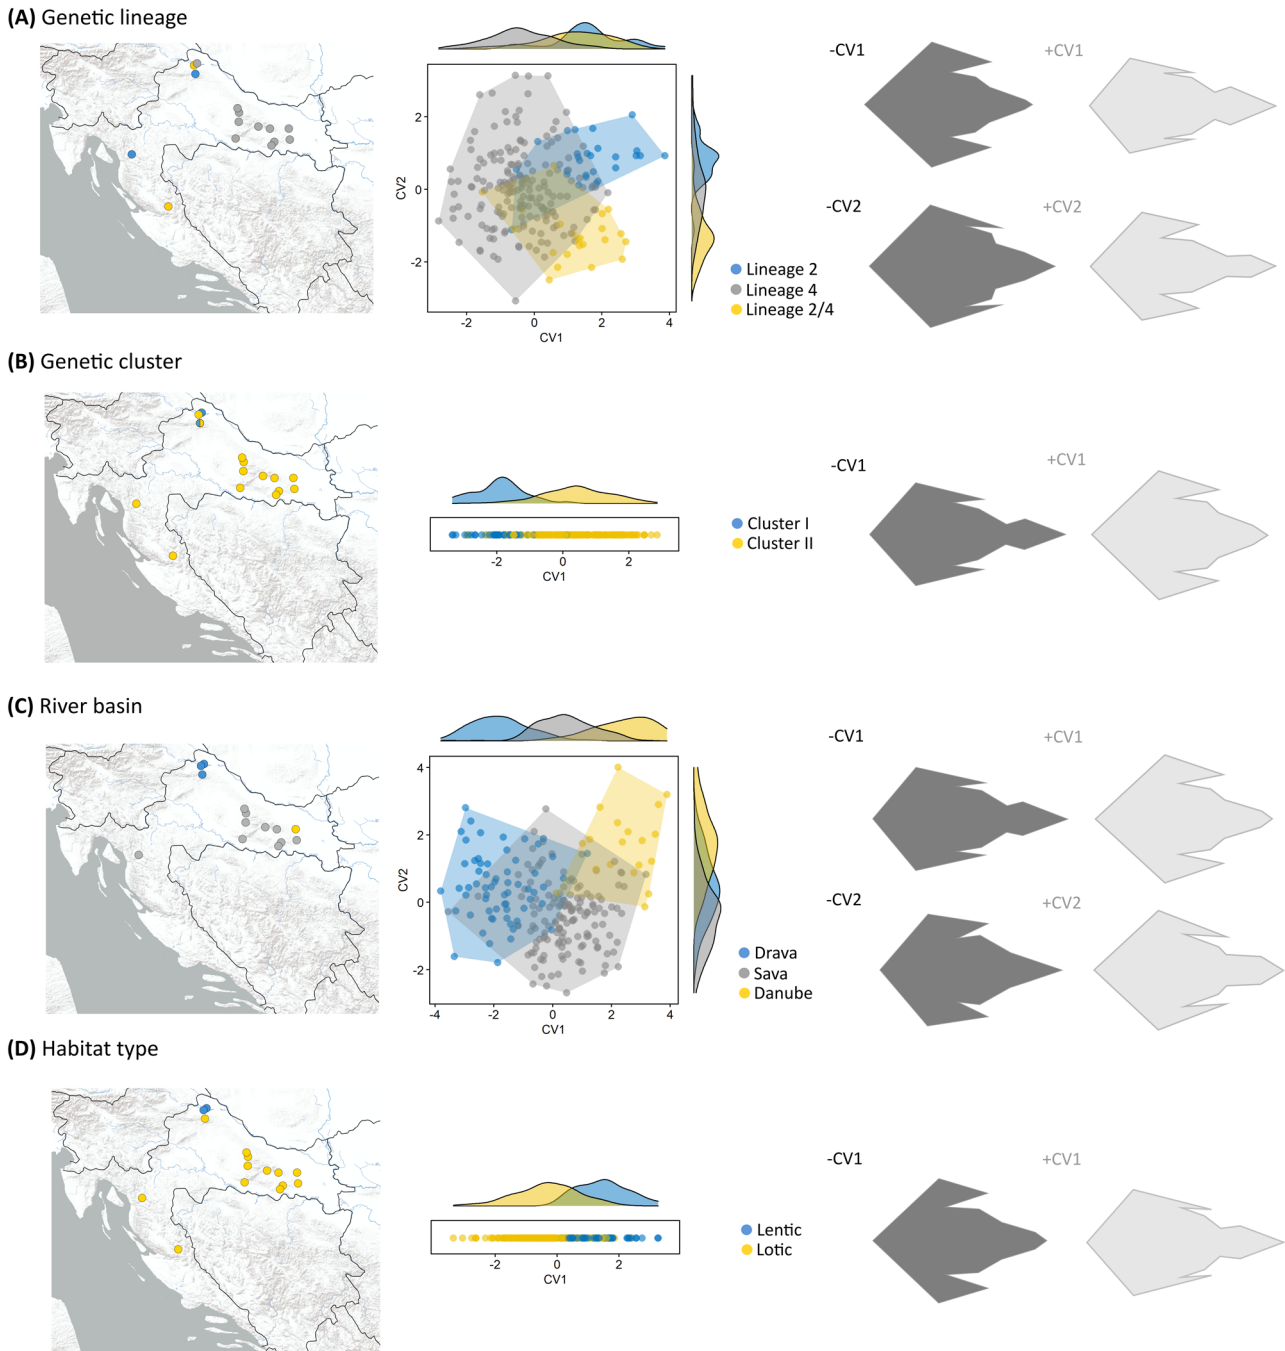 (A) Genetic lineage
-CV1
+CV1
2
0
-2
CV2
-2
0
2
4
CV1
Lineage 2
Lineage 4
Lineage 2/4
-CV2
+CV2
(B) Genetic cluster
-2
0
2
CV1
Cluster I
Cluster II
-CV1
+CV1
(C) River basin
4
2
0
-2
CV2
-4
-2
0
2
4
CV1
Drava
Sava
Danube
-CV1
+CV1
-CV2
+CV2
(D) Habitat type
-2
0
2
CV1
Lentic
Lotic
-CV1
+CV1